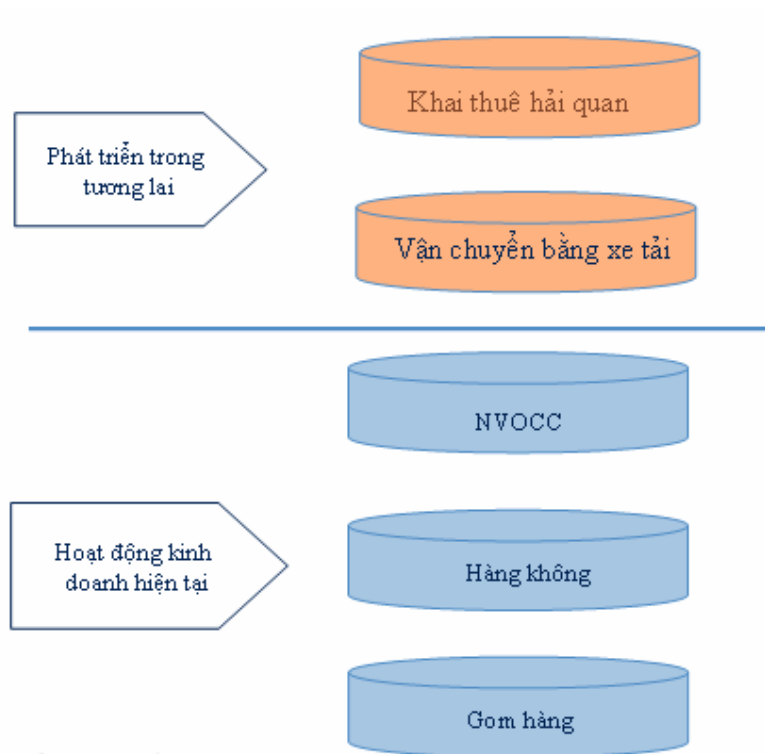 Khai thuê hải quan
Phát triển trong
tương lai
Vận chuyển bằng xe tải
NVOCC
Hoạt động kinh
doanh hiện tại
Hàng không
Gom hàng